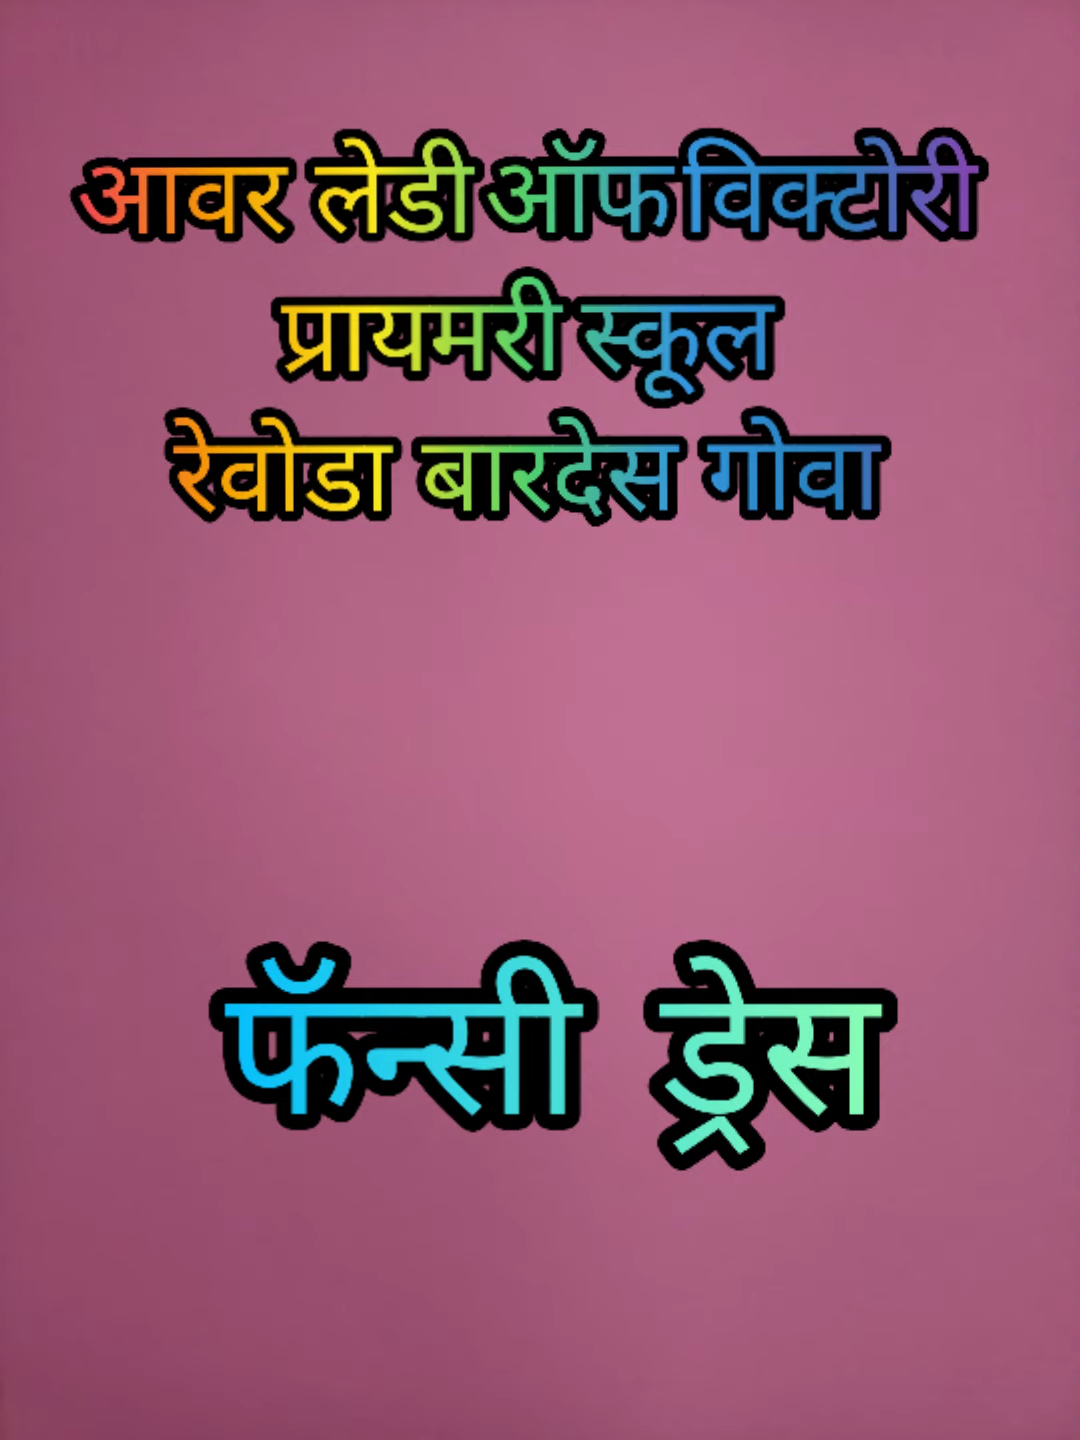 आवर लेडी ऑफ विक्टोरी
प्रायमरी स्कूल
रेवोडा बारदेस गोवा
फॅन्सी ड्रेस